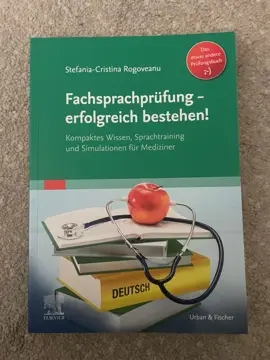 Stefania-Cristina Rogoveanu
Das
etwas andere
Prüfungsbuch
;-)
Fachsprachprüfung –
erfolgreich bestehen!
Kompaktes Wissen, Sprachtraining
und Simulationen für Mediziner
DEUTSCH
ELSEVIER
Urban & Fischer